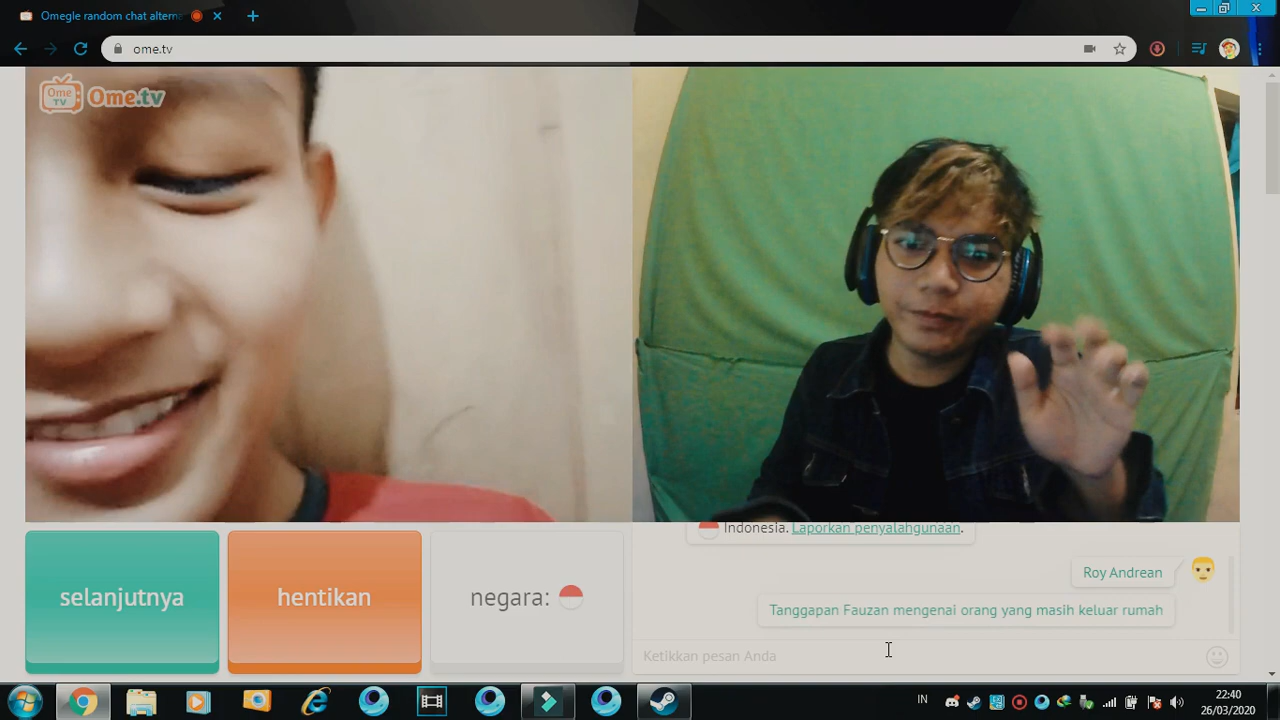 Omegle random chat alterna
ome.tv
Ome
TV
Ome.tv
Indonesia. Laporkan penyalahgunaan.
Roy Andrean
Tanggapan Fauzan mengenai orang yang masih keluar rumah
Ketikkan pesan Anda
selanjutnya
hentikan
negara:
IN
22:40
26/03/2020